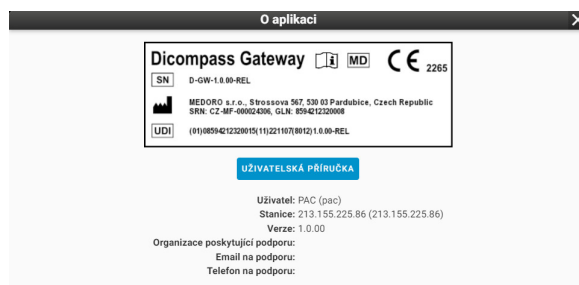 O aplikaci
Dicompass Gateway MD CE 2265
SN D-GW-1.0.00-REL
MEDORO s.r.o., Strossova 567, 530 03 Pardubice, Czech Republic
SRN: CZ-MF-000024306, GLN: 8594212320008
UDI (01)08594212320015(11)221107(8012)1.0.00-REL
UŽIVATELSKÁ PŘÍRUČKA
Uživatel: PAC (pac)
Stanice: 213.155.225.86 (213.155.225.86)
Verze: 1.0.00
Organizace poskytující podporu:
Email na podporu:
Telefon na podporu: